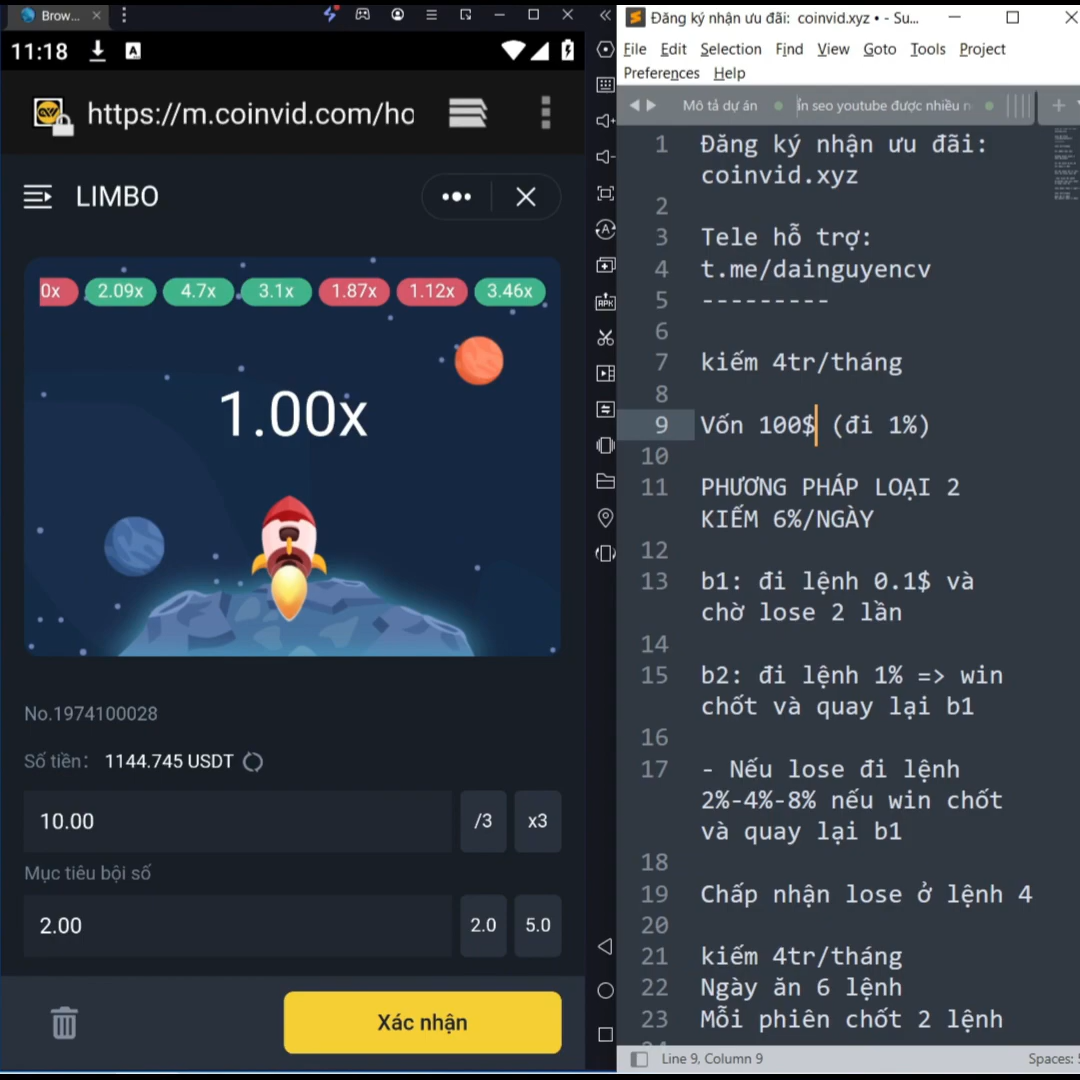 Brow...
11:18
A
https://m.coinvid.com/ho
LIMBO
0x
2.09x
4.7x
3.1x
1.87x
1.12x
3.46x
1.00x
No.1974100028
Số tiền: 1144.745 USDT
10.00
/3
x3
Mục tiêu bội số
2.00
2.0
5.0
Xác nhận
APK
Đăng ký nhận ưu đãi: coinvid.xyz • - Su...
File Edit Selection Find View Goto Tools Project
Preferences Help
Mô tả dự án
ín seo youtube được nhiều n
1 Đăng ký nhận ưu đãi:
coinvid.xyz
2
3 Tele hỗ trợ:
4 t.me/dainguyencv
5 ---------
6
7 kiếm 4tr/tháng
8
9 Vốn 100$ (đi 1%)
10
11 PHƯƠNG PHÁP LOẠI 2
KIẾM 6%/NGÀY
12
13 b1: đi lệnh 0.1$ và
chờ lose 2 lần
14
15 b2: đi lệnh 1% => win
chốt và quay lại b1
16
17 - Nếu lose đi lệnh
2%-4%-8% nếu win chốt
và quay lại b1
18
19 Chấp nhận lose ở lệnh 4
20
21 kiếm 4tr/tháng
22 Ngày ăn 6 lệnh
23 Mỗi phiên chốt 2 lệnh
Line 9, Column 9
Spaces: